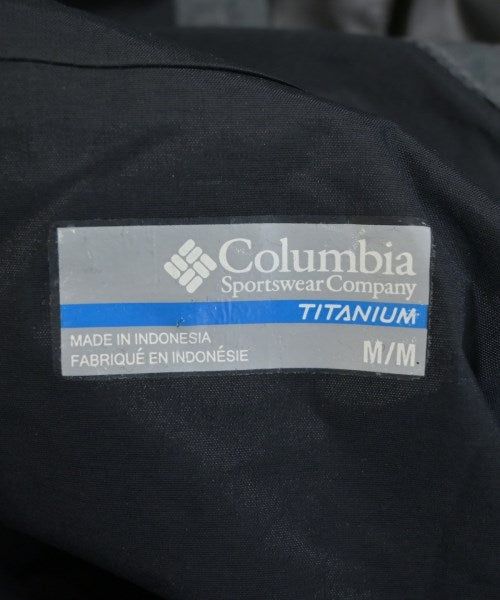 Columbia
Sportswear Company
TITANIUM
MADE IN INDONESIA
FABRIQUÉ EN INDONÉSIE
M/M